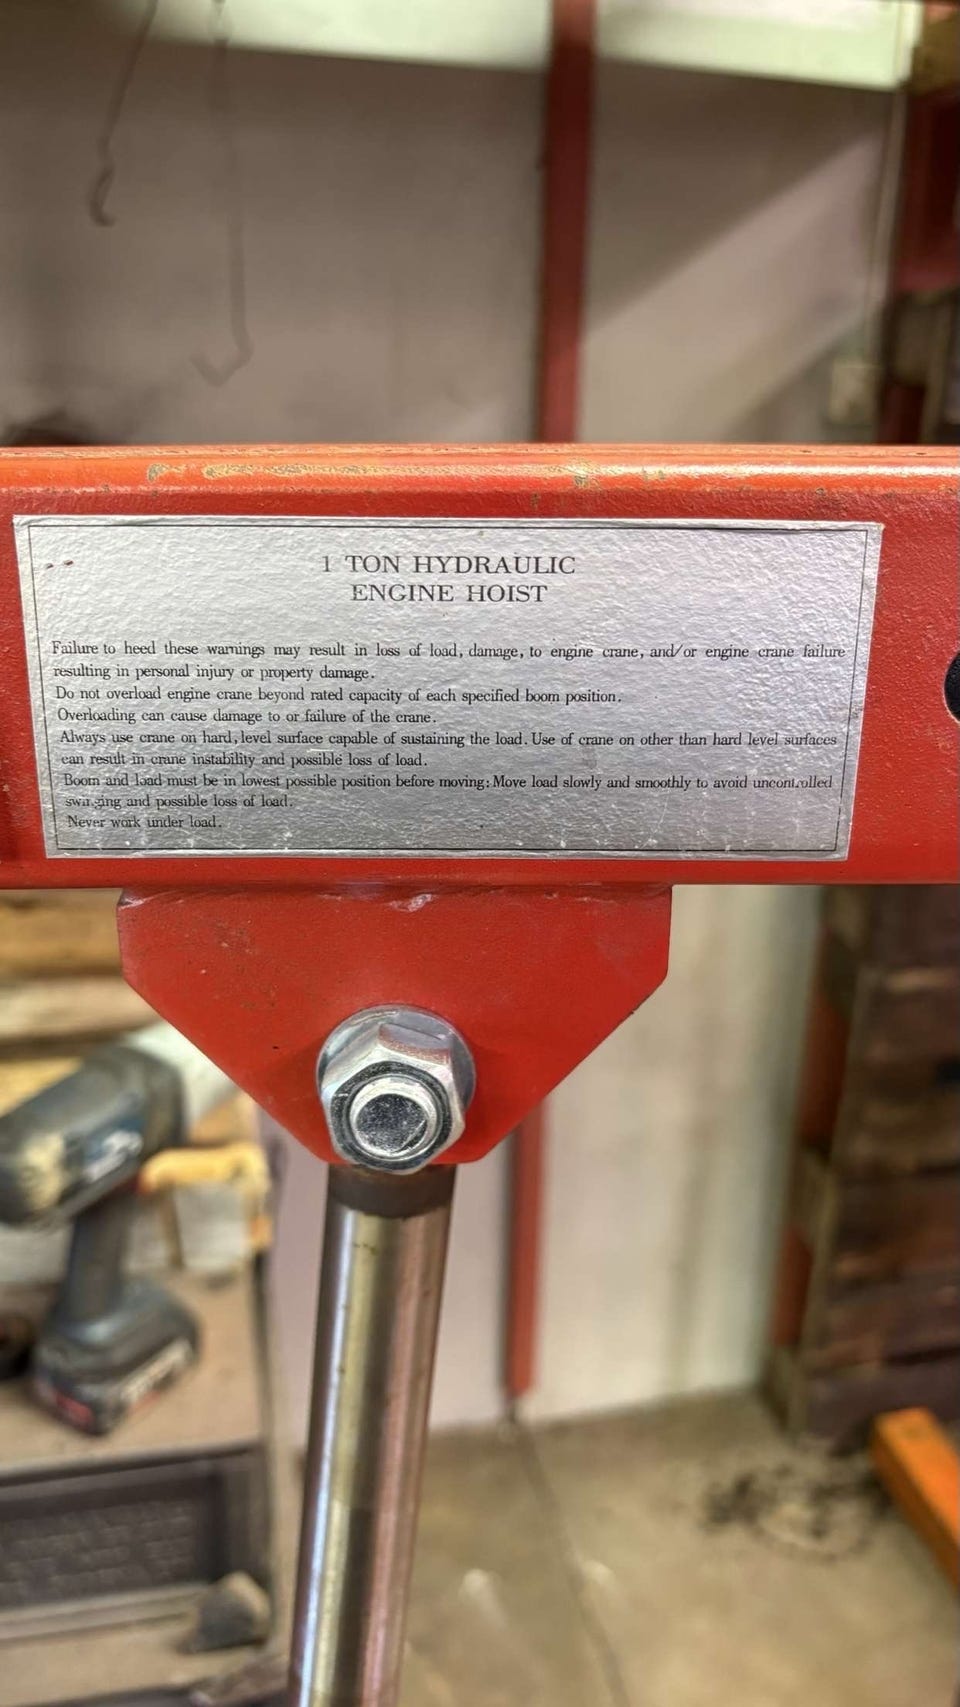 1 TON HYDRAULIC
ENGINE HOIST
Failure to heed these warnings may result in loss of load, damage, to engine crane, and/or engine crane failure
resulting in personal injury or property damage.
Do not overload engine crane beyond rated capacity of each specified boom position.
Overloading can cause damage to or failure of the crane.
Always use crane on hard, level surface capable of sustaining the load. Use of crane on other than hard level surfaces
can result in crane instability and possible loss of load.
Boom and load must be in lowest possible position before moving; Move load slowly and smoothly to avoid uncontrolled
swinging and possible loss of load.
Never work under load.